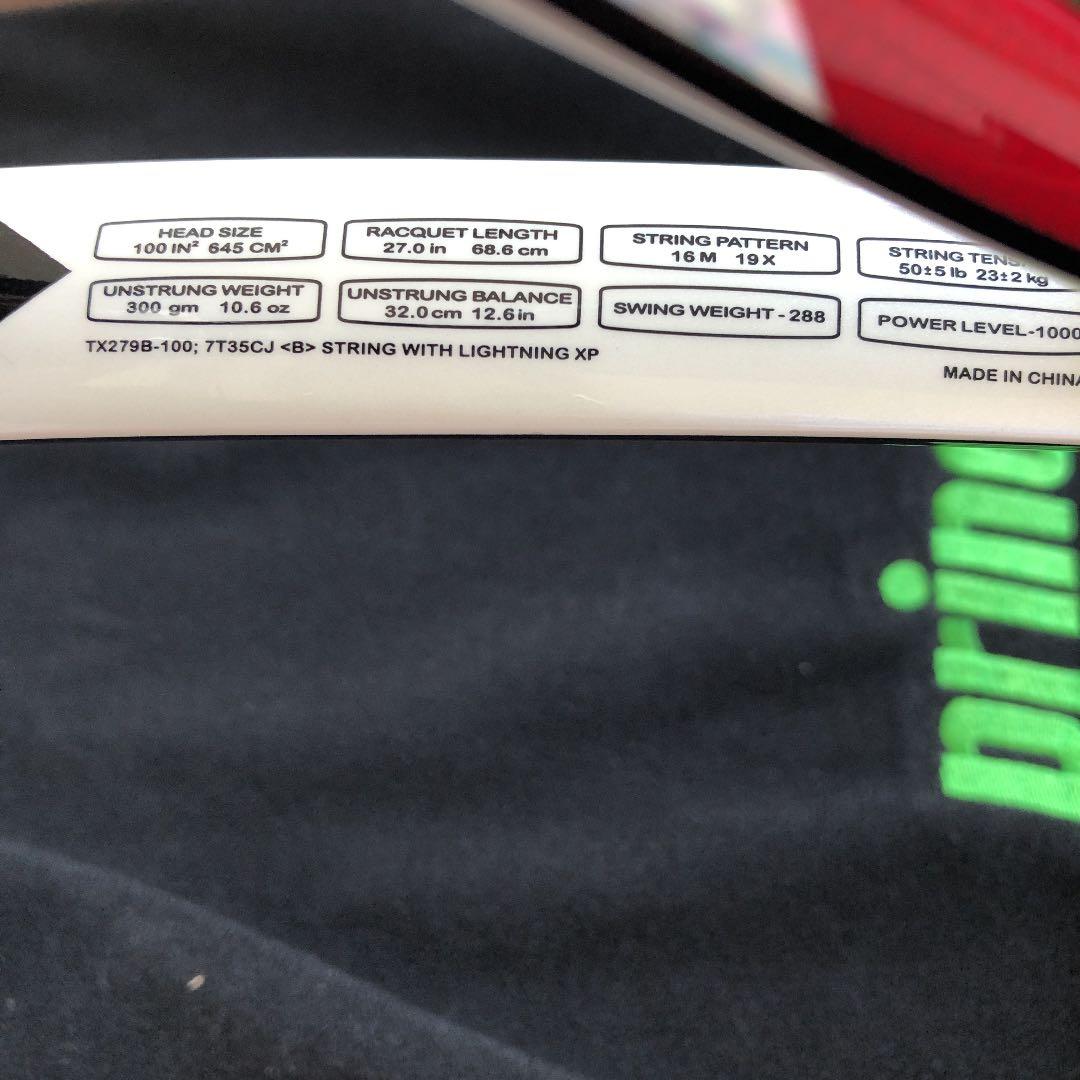 HEAD SIZE
100 IN² 645 CM²
RACQUET LENGTH
27.0 in 68.6 cm
STRING PATTERN
16 M 19 X
STRING
50±5 lb 23±2 kg
UNSTRUNG WEIGHT
300 gm 10.6 oz
UNSTRUNG BALANCE
32.0 cm 12.6 in
SWING WEIGHT - 288
POWER LEVEL-1000
TX279B-100; 7T35CJ <B> STRING WITH LIGHTNING XP
MADE IN CHINA